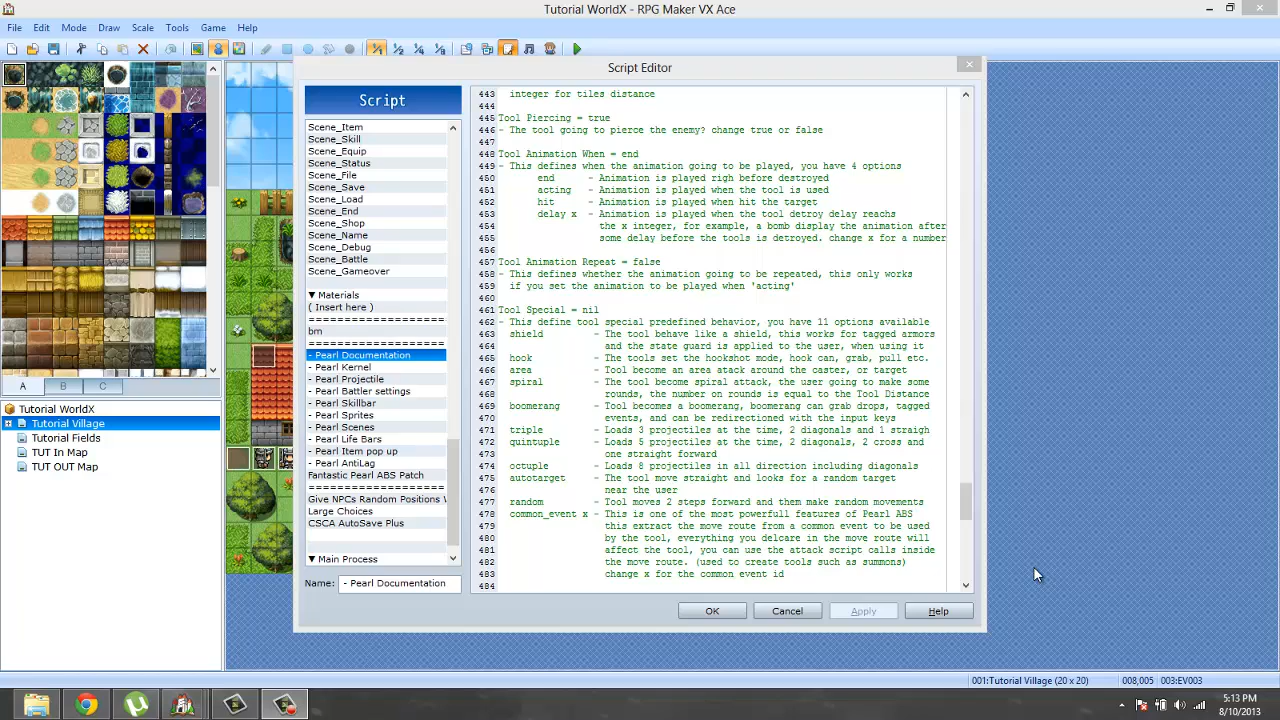 Tutorial WorldX - RPG Maker VX Ace
File Edit Mode Draw Scale Tools Game Help
Script Editor
Script
Scene_Item
Scene_Skill
Scene_Equip
Scene_Status
Scene_File
Scene_Save
Scene_Load
Scene_End
Scene_Shop
Scene_Name
Scene_Debug
Scene_Battle
Scene_Gameover
▼ Materials
( Insert here )
====================
bm
====================
- Pearl Documentation
- Pearl Kernel
- Pearl Projectile
- Pearl Battler settings
- Pearl Skillbar
- Pearl Sprites
- Pearl Scenes
- Pearl Life Bars
- Pearl Item pop up
- Pearl AntiLag
Fantastic Pearl ABS Patch
====================
Give NPCs Random Positions
Large Choices
CSCA AutoSave Plus
▼ Main Process
Name: - Pearl Documentation
443 integer for tiles distance
444
445 Tool Piercing = true
446 - The tool going to pierce the enemy? change true or false
447
448 Tool Animation When = end
449 - This defines when the animation going to be played, you have 4 options
450 end - Animation is played righ before destroyed
451 acting - Animation is played when the tool is used
452 hit - Animation is played when hit the target
453 delay x - Animation is played when the tool detroy delay reachs
454 the x integer, for example, a bomb display the animation after
455 some delay before the tools is detroyed. change x for a number
456
457 Tool Animation Repeat = false
458 - This defines whether the animation going to be repeated, this only works
459 if you set the animation to be played when 'acting'
460
461 Tool Special = nil
462 - This define tool special predefined behavior, you have 11 options available
463 shield - The tool behave like a shield, this works for tagged armors
464 and the state guard is applied to the user, when using it
465 hook - The tools set the hookshot mode, hook can, grab, pull etc.
466 area - Tool become an area atack around the caster, or target
467 spiral - The tool become spiral attack, the user going to make some
468 rounds, the number on rounds is equal to the Tool Distance
469 boomerang - Tool becomes a boomerang, boomerang can grab drops, tagged
470 events, and can be redirectioned with the input keys
471 triple - Loads 3 projectiles at the time, 2 diagonals and 1 straigh
472 quintuple - Loads 5 projectiles at the time, 2 diagonals, 2 cross and
473 one straight forward
474 octuple - Loads 8 projectiles in all direction including diagonals
475 autotarget - The tool move straight and looks for a random target
476 near the user
477 random - Tool moves 2 steps forward and them make random movements
478 common_event x - This is one of the most powerfull features of Pearl ABS
479 this extract the move route from a common event to be used
480 by the tool, everything you delcare in the move route will
481 affect the tool, you can use the attack script calls inside
482 the move route. (used to create tools such as summons)
483 change x for the common event id
484
OK Cancel Apply Help
A B C
Tutorial WorldX
Tutorial Village
Tutorial Fields
TUT In Map
TUT OUT Map
001:Tutorial Village (20 x 20) 008,005 003:EV003
5:13 PM
8/10/2013